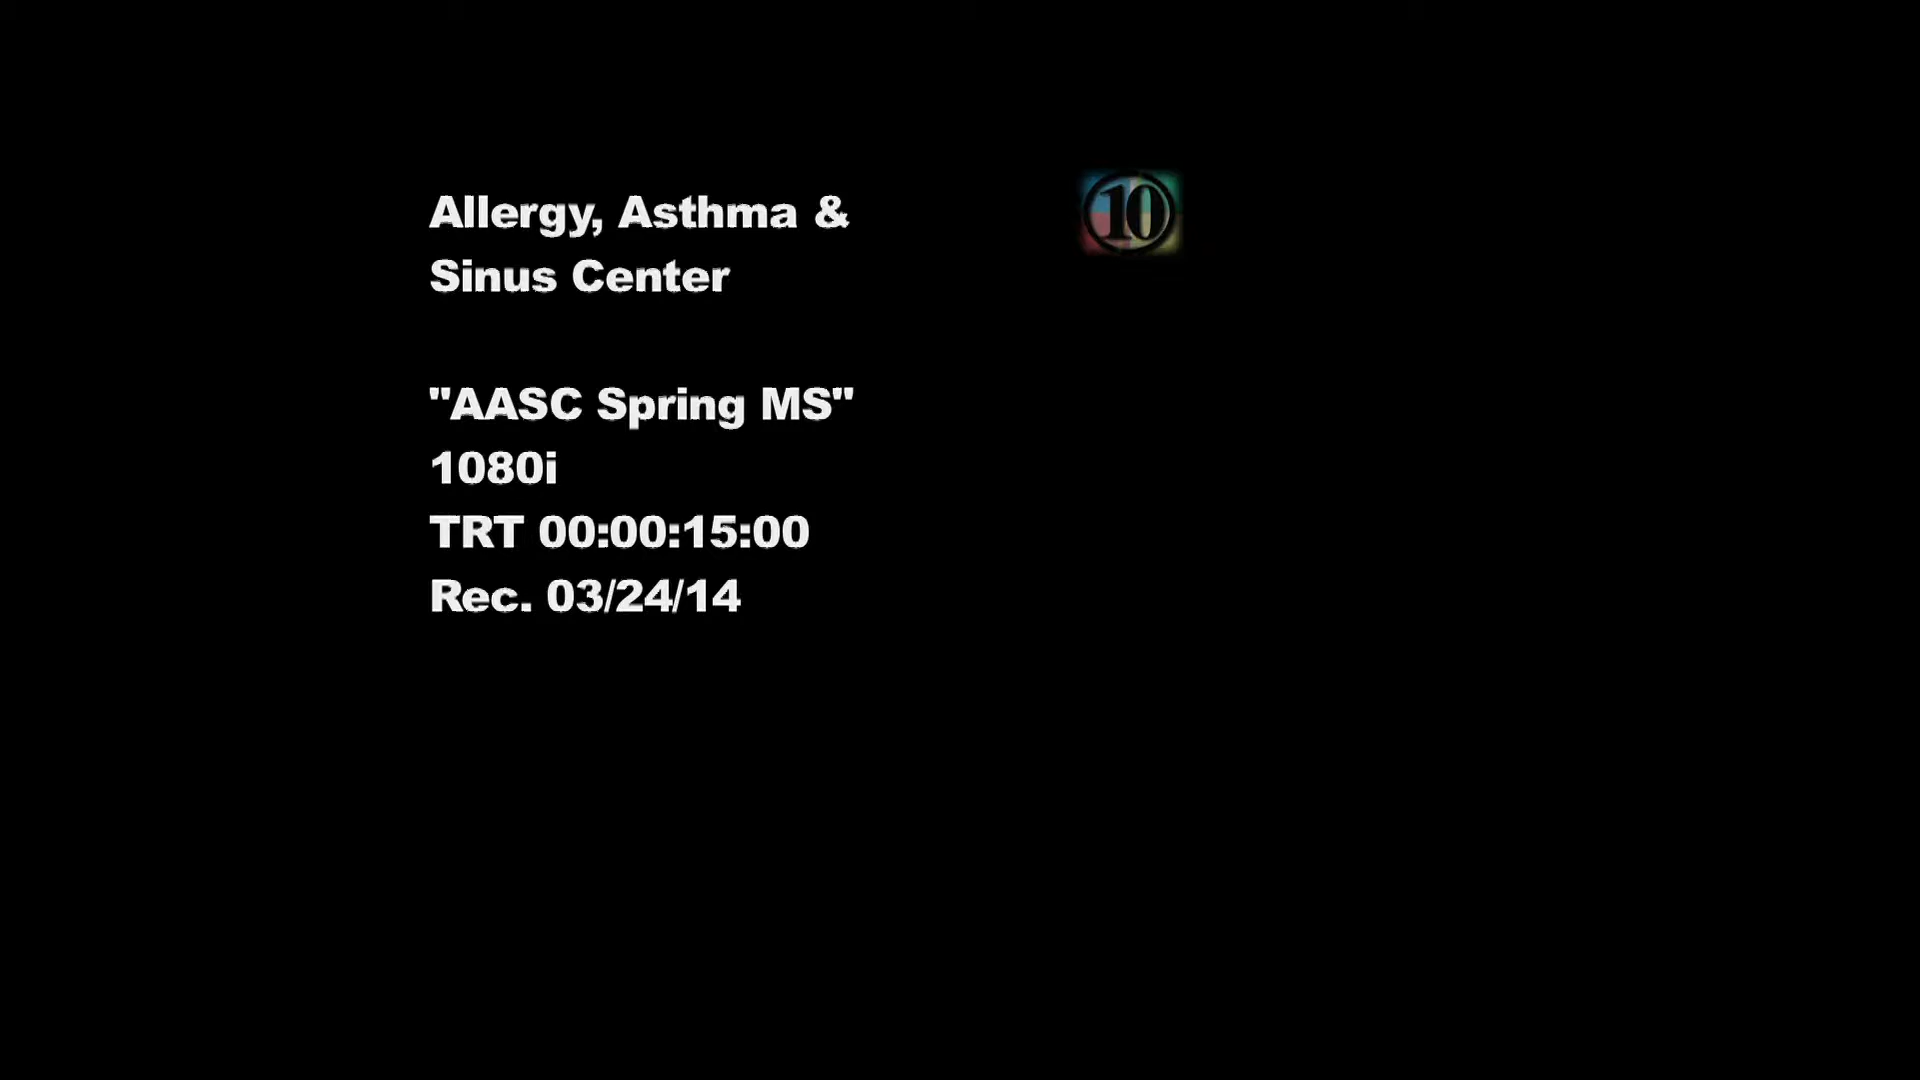 Allergy, Asthma &
Sinus Center
10
"AASC Spring MS"
1080i
TRT 00:00:15:00
Rec. 03/24/14